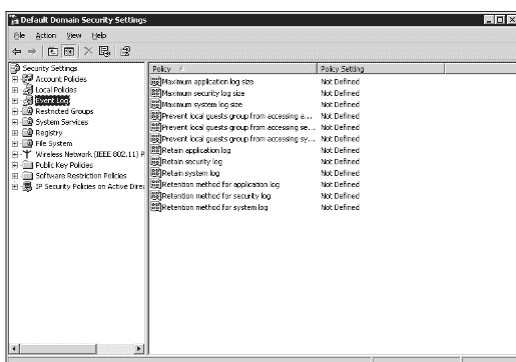 Default Domain Security Settings
File Action View Help
Security Settings
Account Policies
Local Policies
Event Log
Restricted Groups
System Services
Registry
File System
Wireless Network (IEEE 802.11) P
Public Key Policies
Software Restriction Policies
IP Security Policies on Active Direc
Policy Policy Setting
Maximum application log size Not Defined
Maximum security log size Not Defined
Maximum system log size Not Defined
Prevent local guests group from accessing a... Not Defined
Prevent local guests group from accessing se... Not Defined
Prevent local guests group from accessing sy... Not Defined
Retain application log Not Defined
Retain security log Not Defined
Retain system log Not Defined
Retention method for application log Not Defined
Retention method for security log Not Defined
Retention method for system log Not Defined